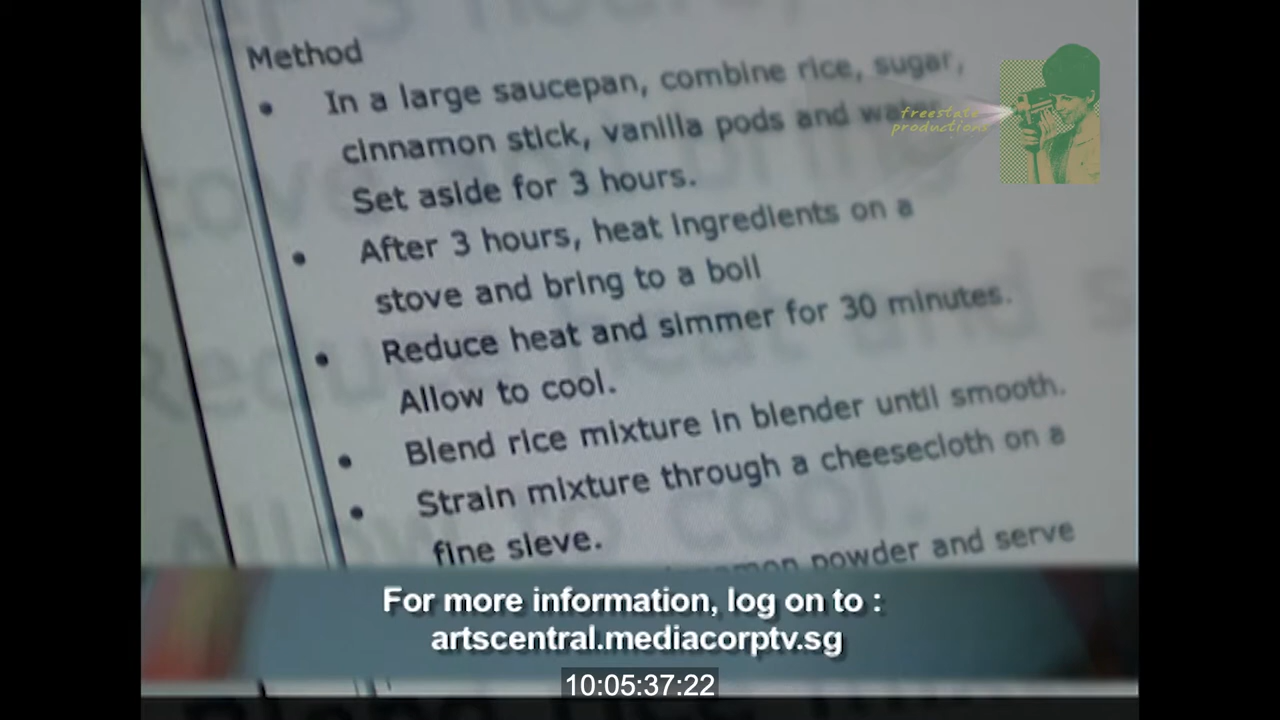 Method
• In a large saucepan, combine rice, sugar,
cinnamon stick, vanilla pods and water
Set aside for 3 hours.
• After 3 hours, heat ingredients on a
stove and bring to a boil
• Reduce heat and simmer for 30 minutes.
Allow to cool.
• Blend rice mixture in blender until smooth.
• Strain mixture through a cheesecloth on a
fine sieve.
powder and serve
freestate
productions
For more information, log on to :
artscentral.mediacorptv.sg
10:05:37:22